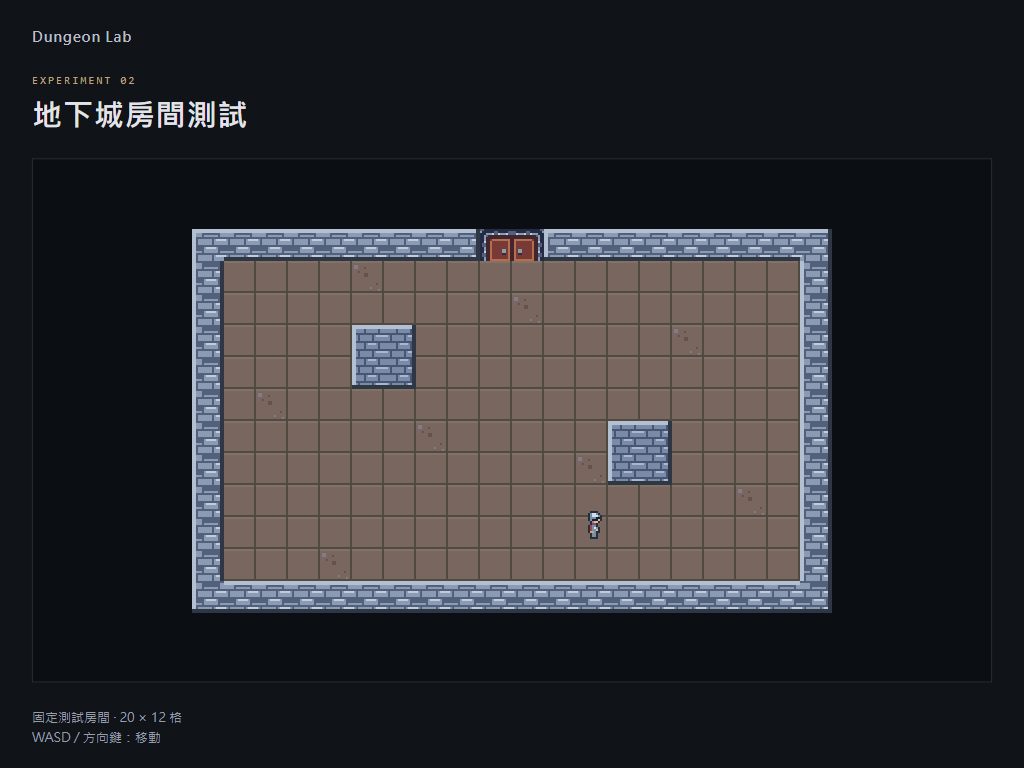 Dungeon Lab
EXPERIMENT 02
地下城房間測試
固定測試房間 · 20 × 12 格
WASD / 方向鍵：移動